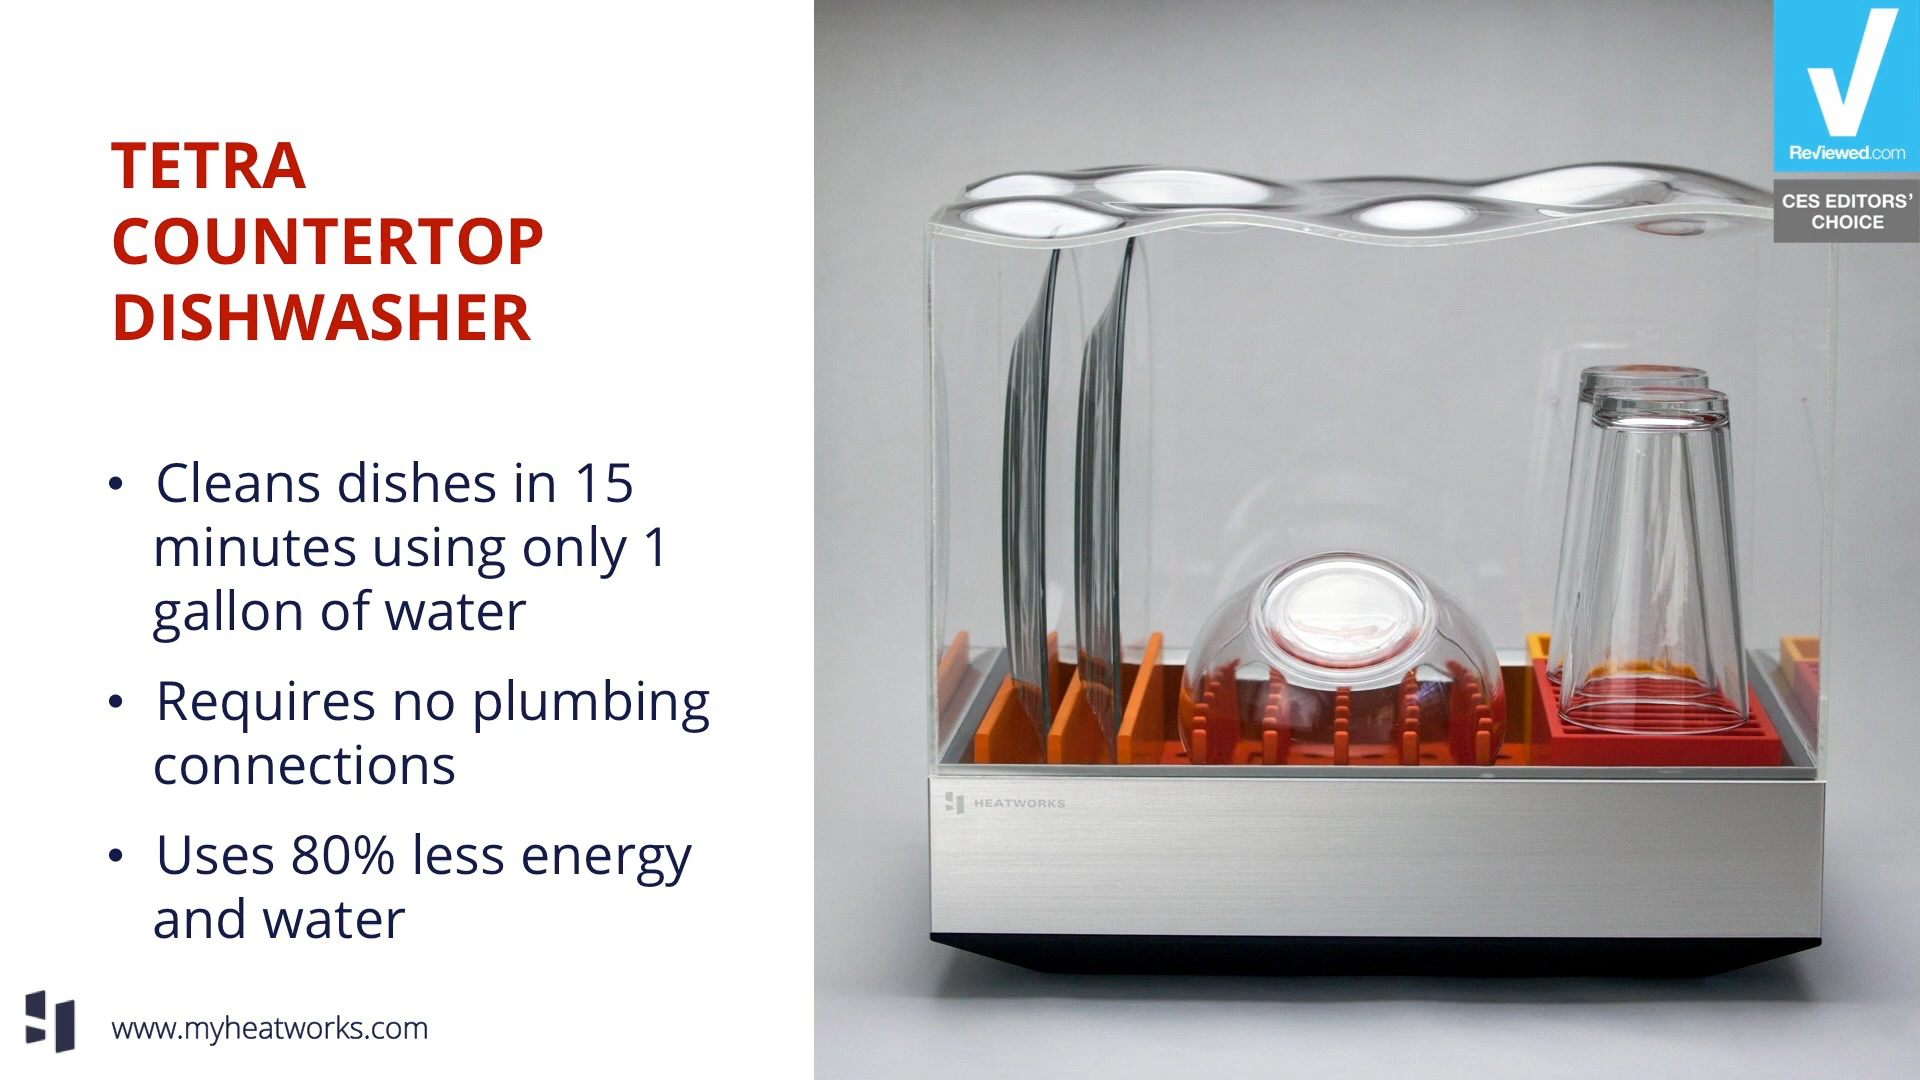 TETRA
COUNTERTOP
DISHWASHER
• Cleans dishes in 15
minutes using only 1
gallon of water
• Requires no plumbing
connections
• Uses 80% less energy
and water
www.myheatworks.com
Reviewed.com
CES EDITORS’
CHOICE
HEATWORKS